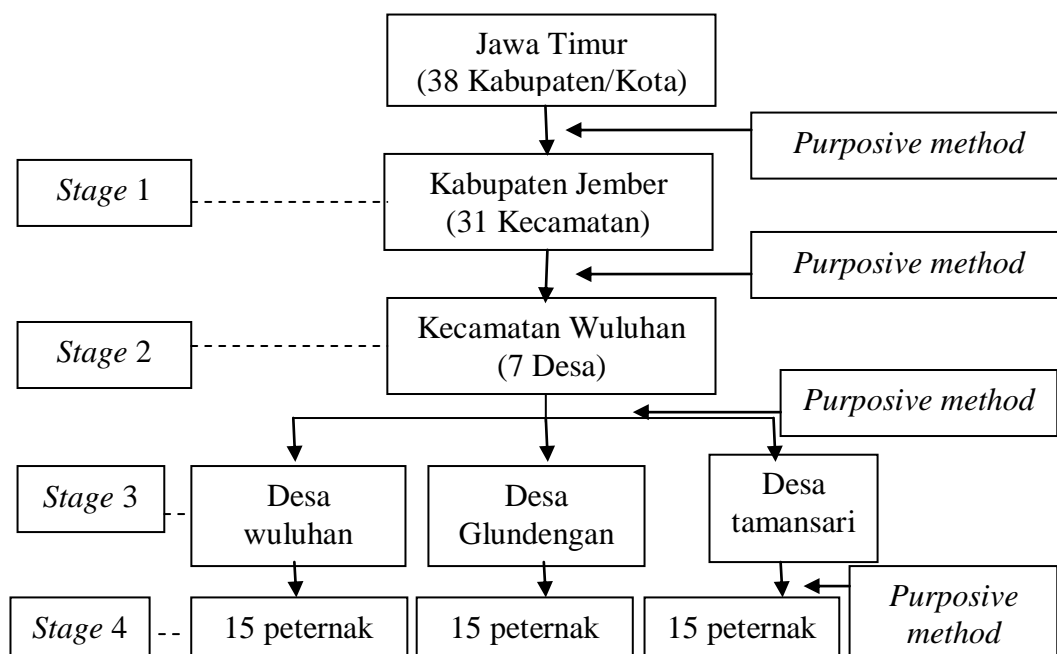 Jawa Timur
(38 Kabupaten/Kota)
Purposive method
Stage 1
Kabupaten Jember
(31 Kecamatan)
Purposive method
Stage 2
Kecamatan Wuluhan
(7 Desa)
Purposive method
Stage 3
Desa
wuluhan
Desa
Glundengan
Desa
tamansari
Stage 4
15 peternak
15 peternak
15 peternak
Purposive
method